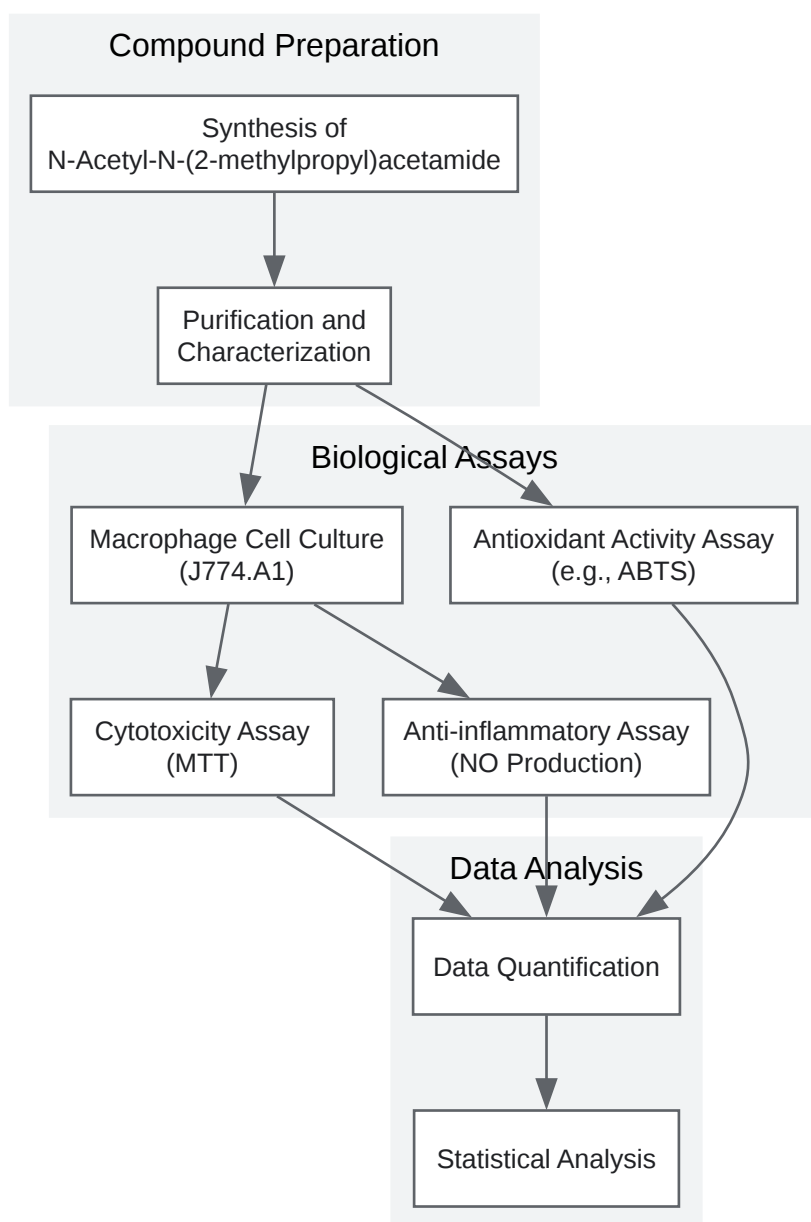 Compound Preparation
Synthesis of
N-Acetyl-N-(2-methylpropyl)acetamide
Purification and
Characterization
Biological Assays
Macrophage Cell Culture
(J774.A1)
Antioxidant Activity Assay
(e.g., ABTS)
Cytotoxicity Assay
(MTT)
Anti-inflammatory Assay
(NO Production)
Data Analysis
Data Quantification
Statistical Analysis